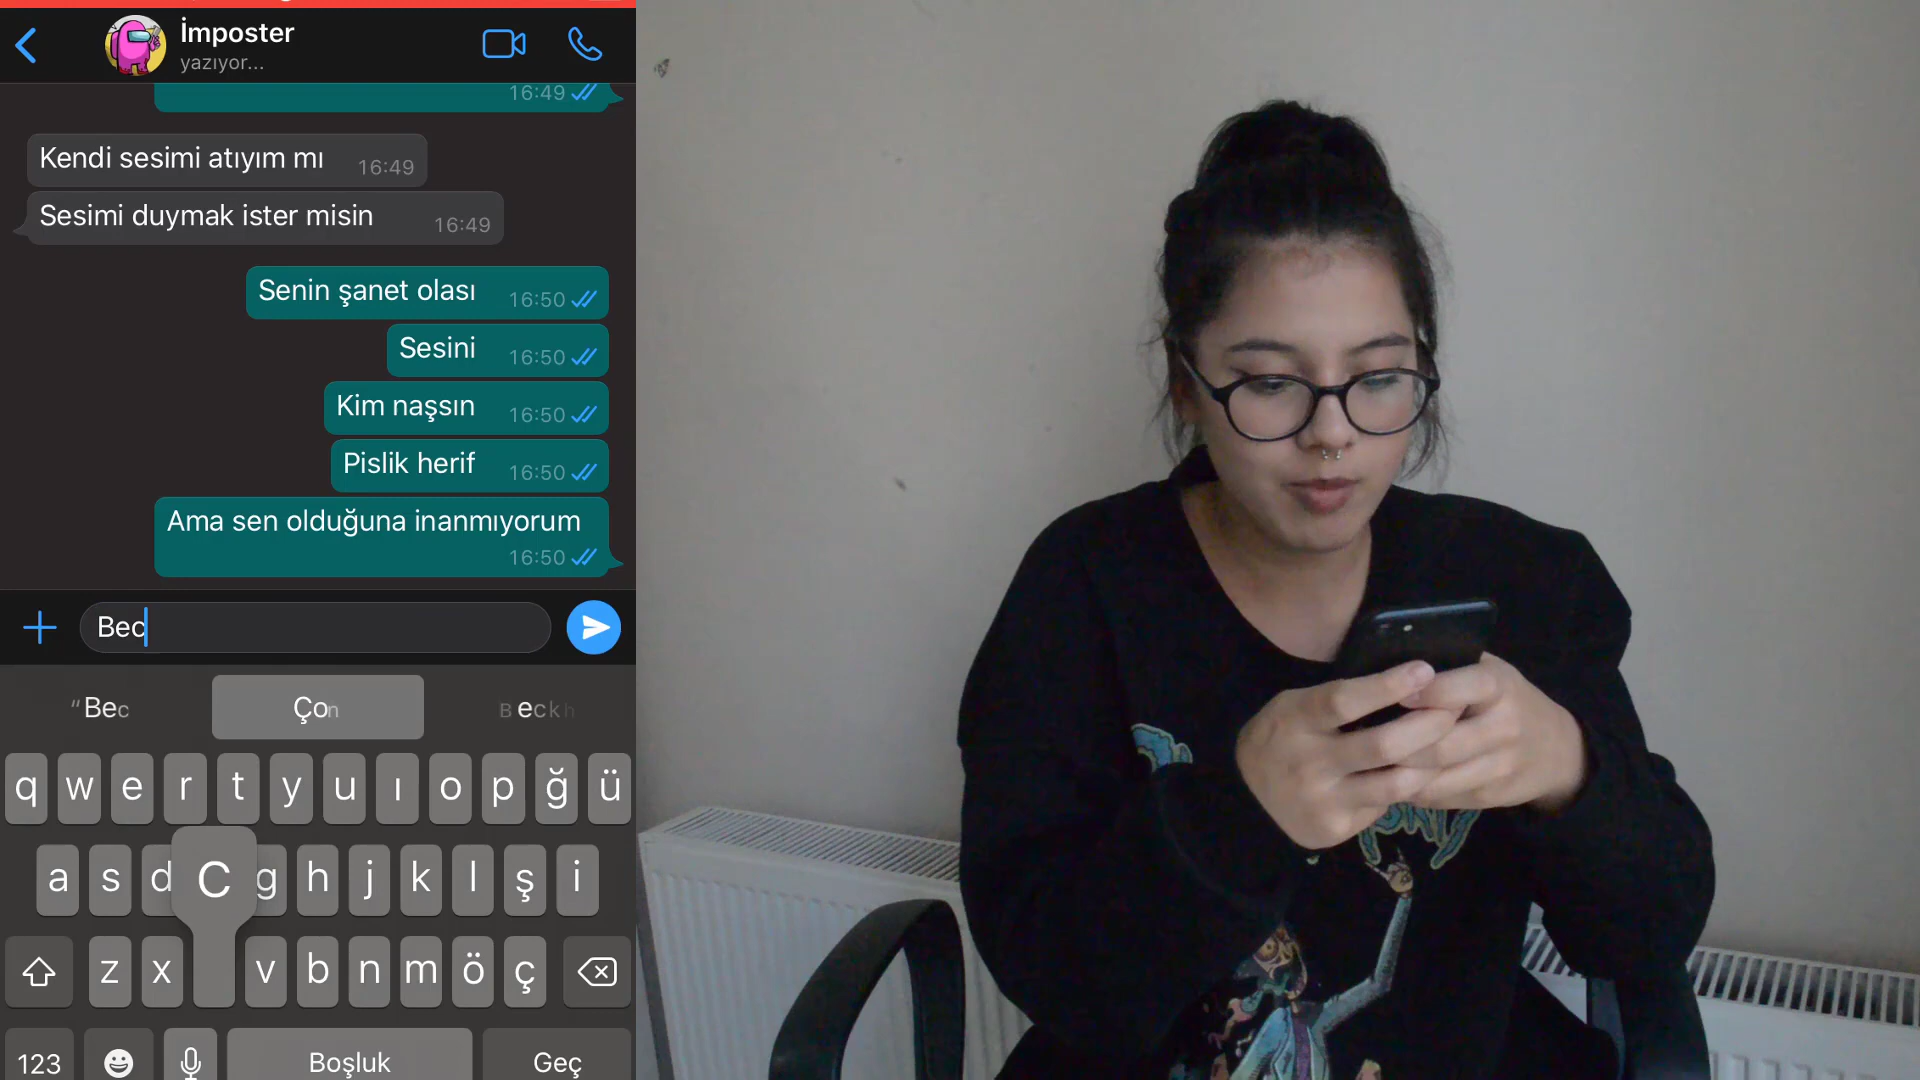 İmposter
yazıyor...
16:49
Kendi sesimi atıyım mı 16:49
Sesimi duymak ister misin 16:49
Senin şanet olası 16:50
Sesini 16:50
Kim naşsın 16:50
Pislik herif 16:50
Ama sen olduğuna inanmıyorum
16:50
Bec
“Bec Çon Beckh
q w e r t y u ı o p ğ ü
a s d C g h j k l ş i
z x v b n m ö ç
123 Boşluk Geç